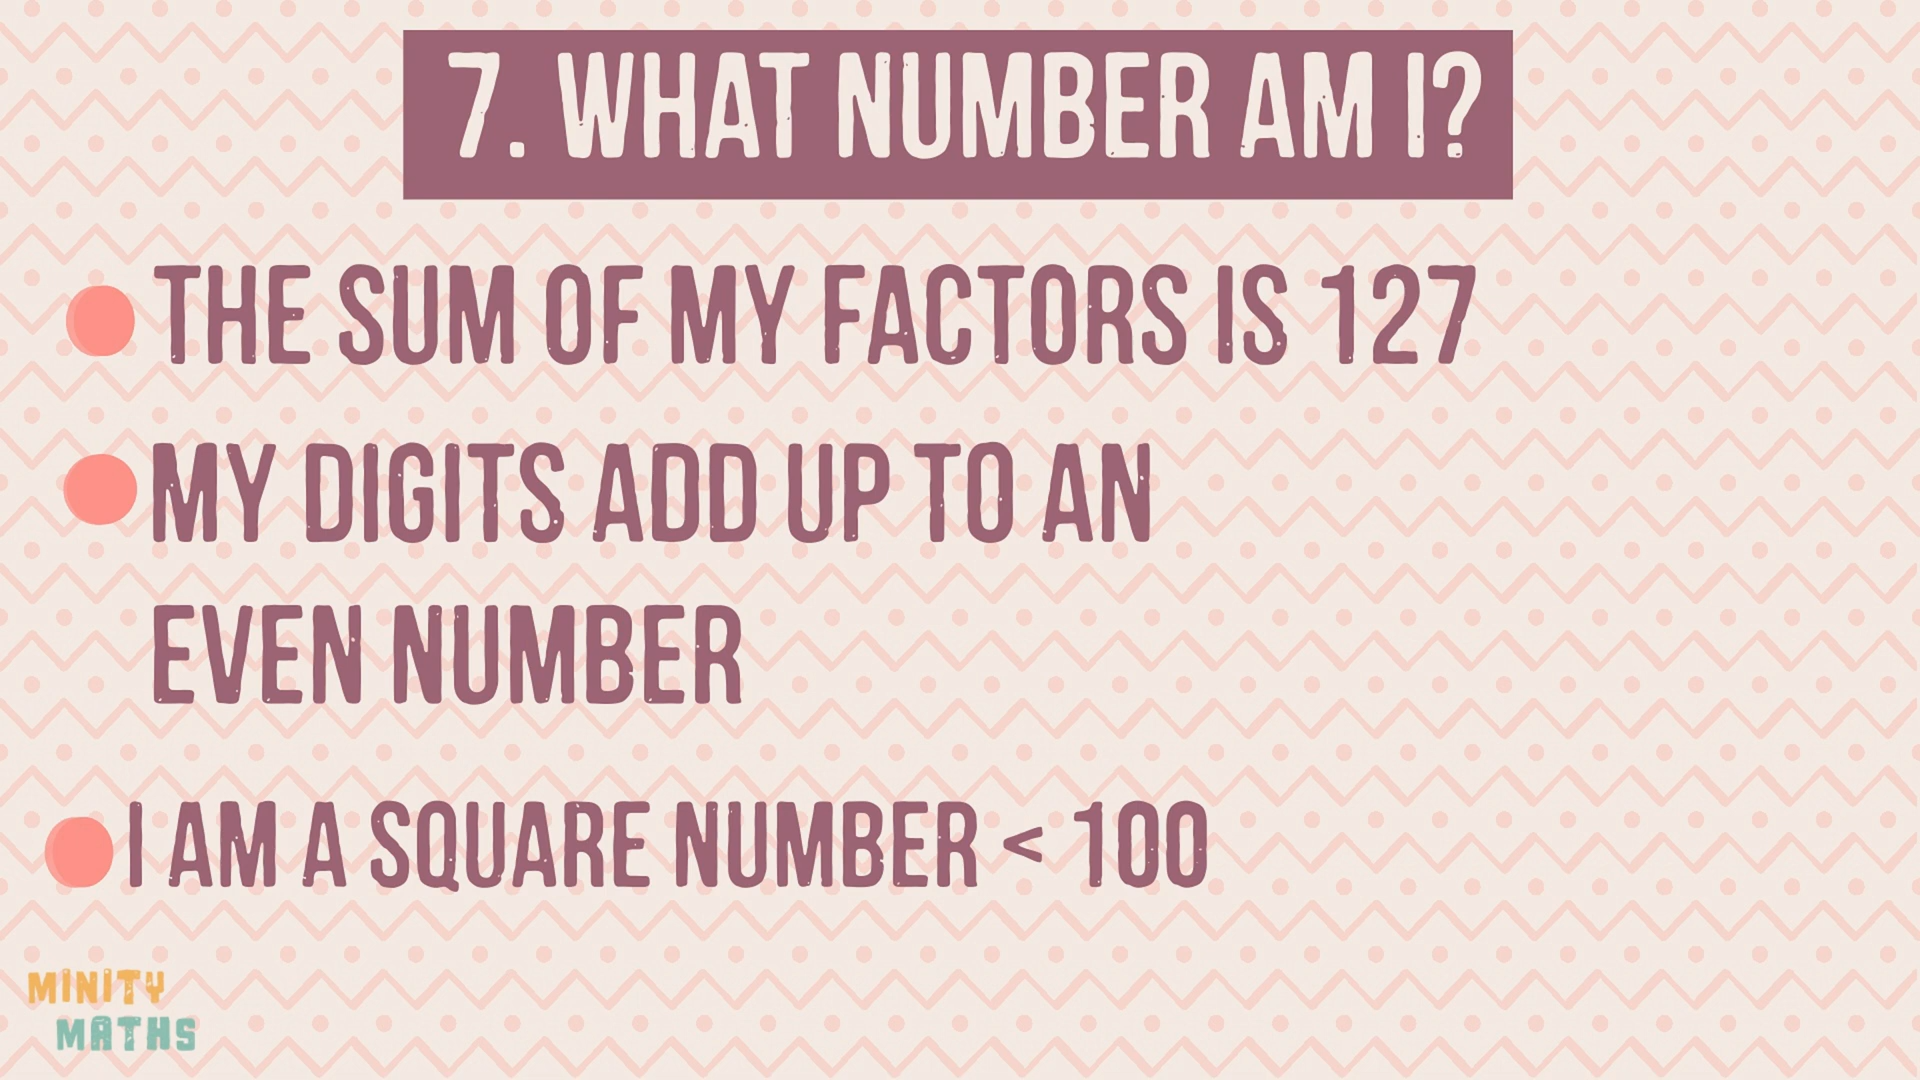 7. WHAT NUMBER AM I?
THE SUM OF MY FACTORS IS 127
MY DIGITS ADD UP TO AN
EVEN NUMBER
I AM A SQUARE NUMBER < 100
MINITY
MATHS